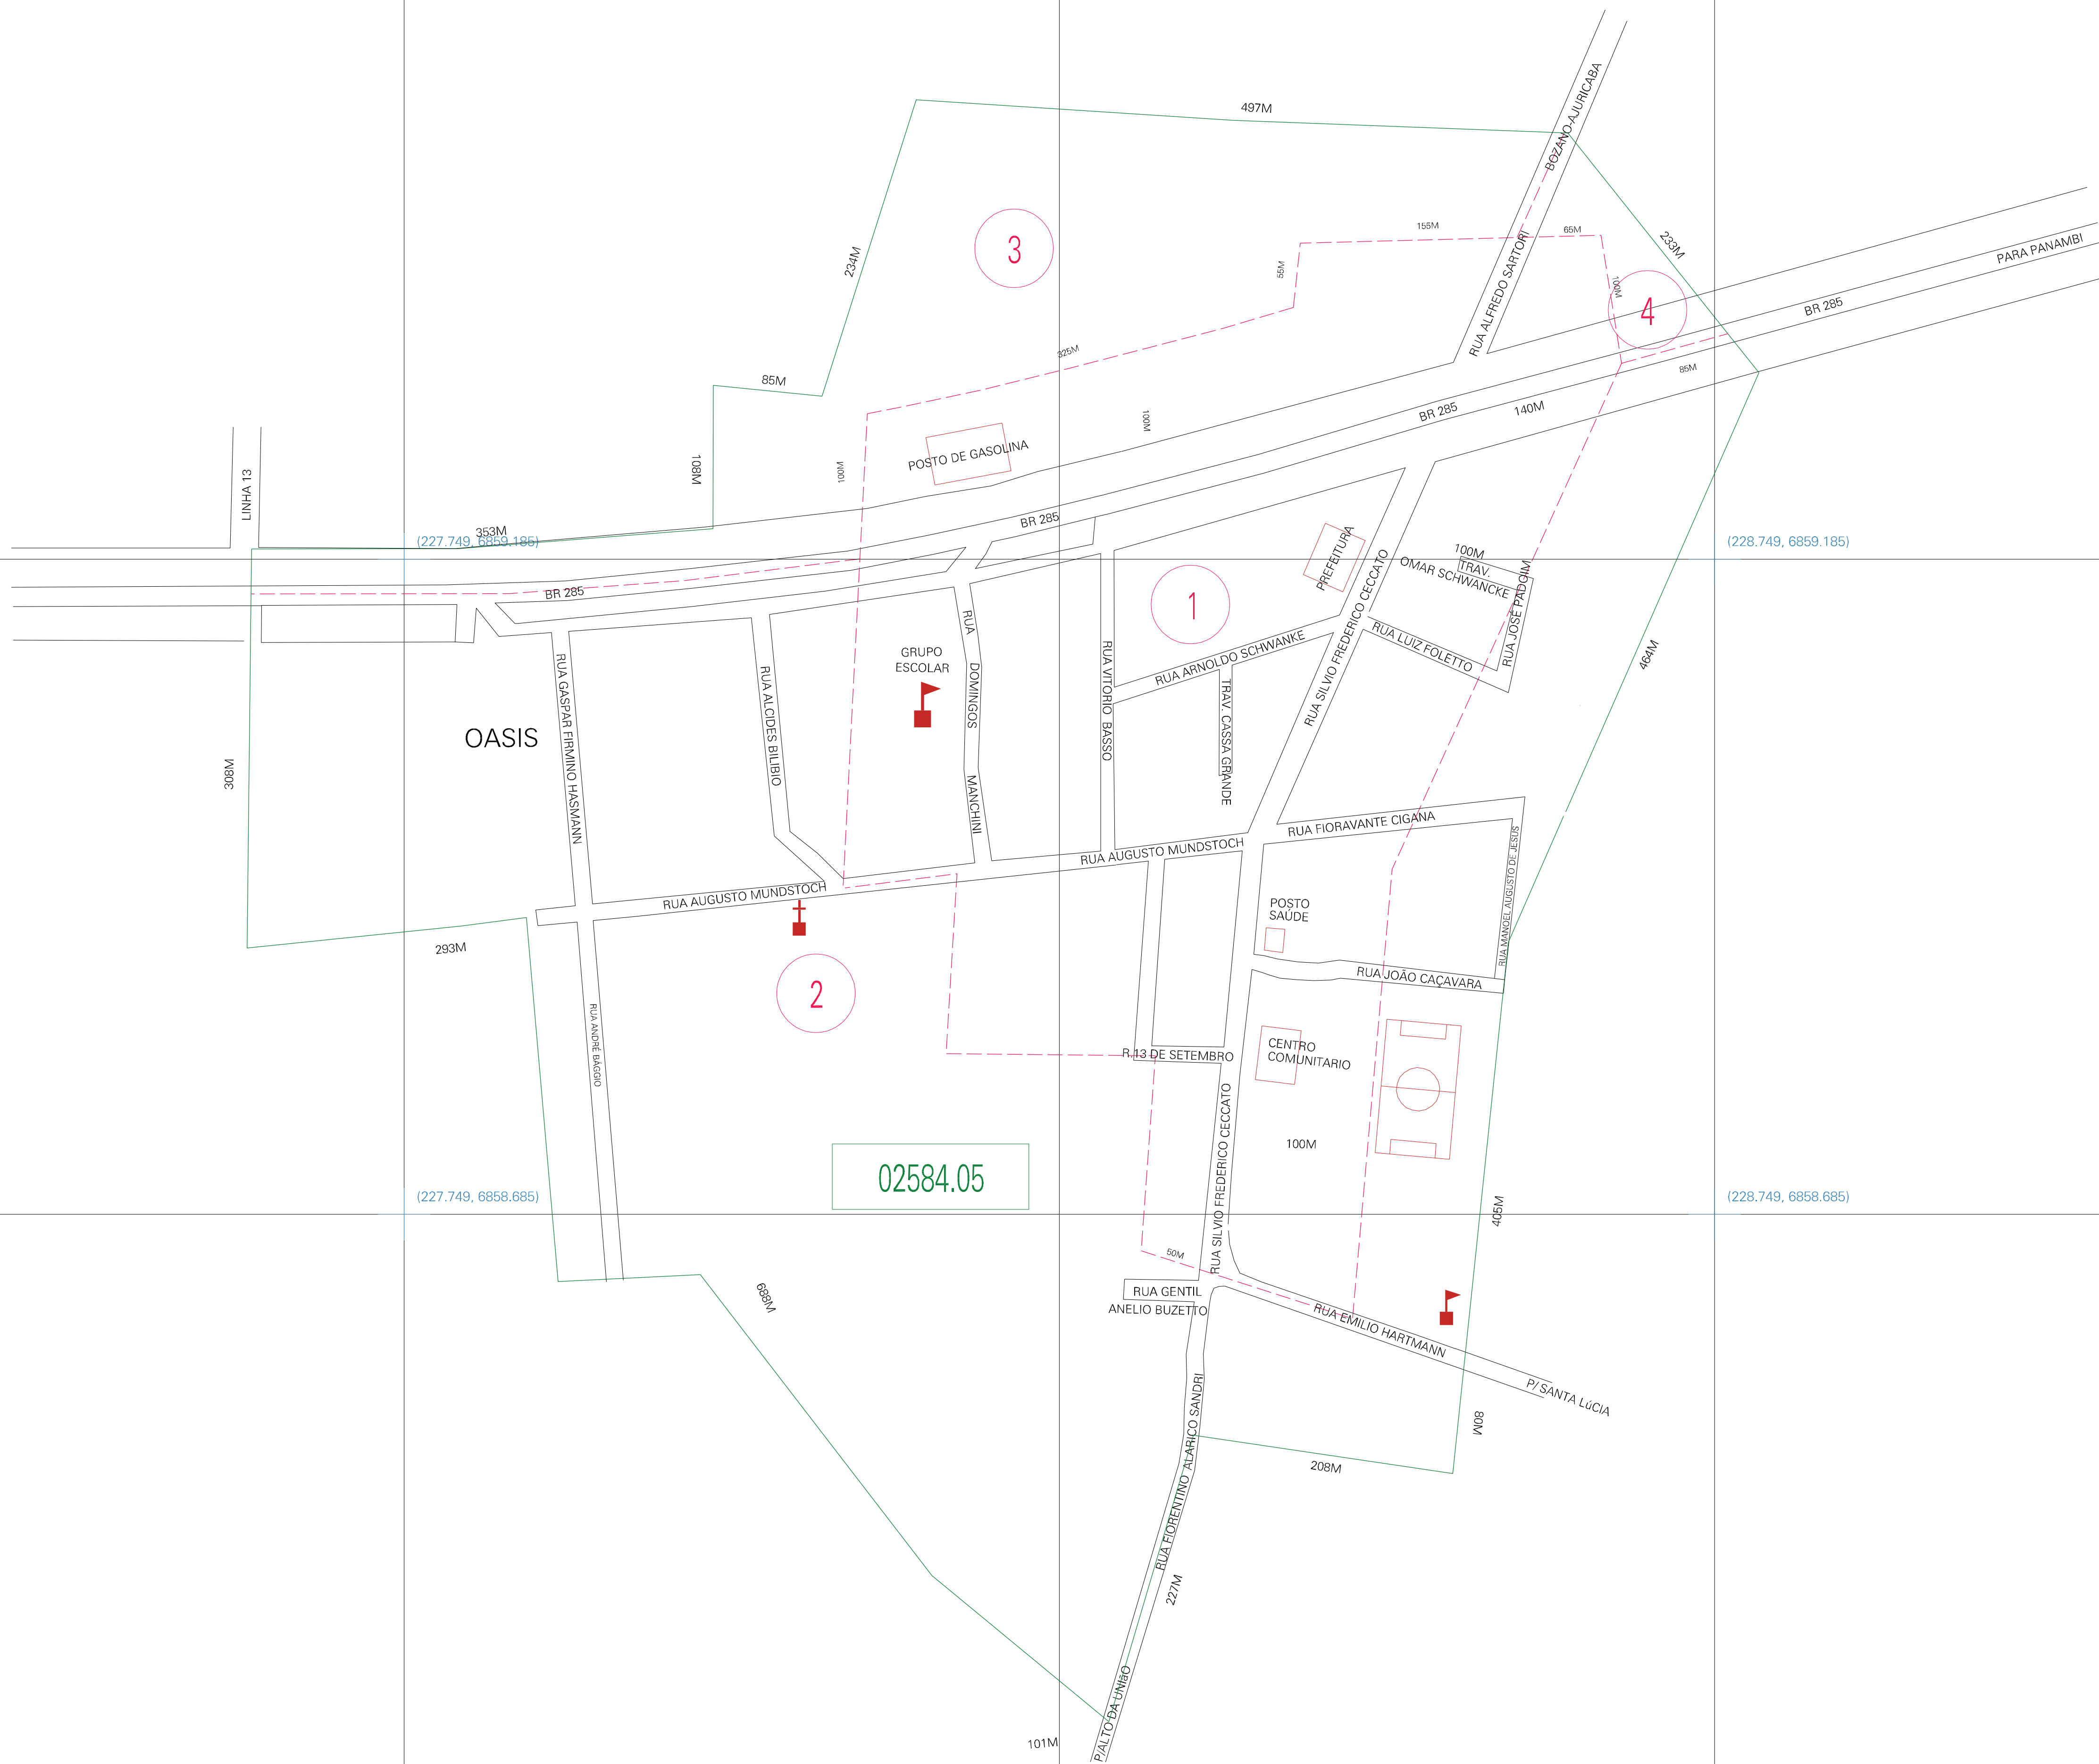 BOZANO-AJURICABA
497M
3
155M
65M
233M
234M
55M
100M
4
RUA ALFREDO SARTORI
PARA PANAMBI
BR 285
325M
85M
85M
100M
BR 285
140M
POSTO DE GASOLINA
108M
100M
LINHA 13
353M
(227.749, 6859.185)
BR 285
PREFEITURA
(228.749, 6859.185)
100M
TRAV.
OMAR SCHWANCKE
RUA JOSÉ PADOIM
BR 285
1
RUA SILVIO FREDERICO CECCATO
RUA LUIZ FOLETTO
RUA ARNOLDO SCHWANKE
RUA
DOMINGOS
MANCHINI
GRUPO
ESCOLAR
RUA GASPAR FIRMINO HASMANN
RUA ALCIDES BILIBIO
RUA VITORIO BASSO
TRAV. CASSA GRANDE
464M
OASIS
308M
RUA FIORAVANTE CIGANA
RUA AUGUSTO MUNDSTOCH
RUA AUGUSTO MUNDSTOCH
RUA MANOEL AUGUSTO DE JESUS
POSTO
SAÚDE
293M
RUA JOÃO CAÇAVARA
2
RUA ANDRÉ BÁGGIO
R.13 DE SETEMBRO
CENTRO
COMUNITARIO
RUA SILVIO FREDERICO CECCATO
100M
02584.05
(227.749, 6858.685)
(228.749, 6858.685)
405M
50M
688M
RUA GENTIL
ANELIO BUZETTO
RUA EMILIO HARTMANN
P/ SANTA LúCIA
80M
208M
RUA FIORENTINO ALARICO SANDRI
227M
P/ALTO DA UNIãO
101M